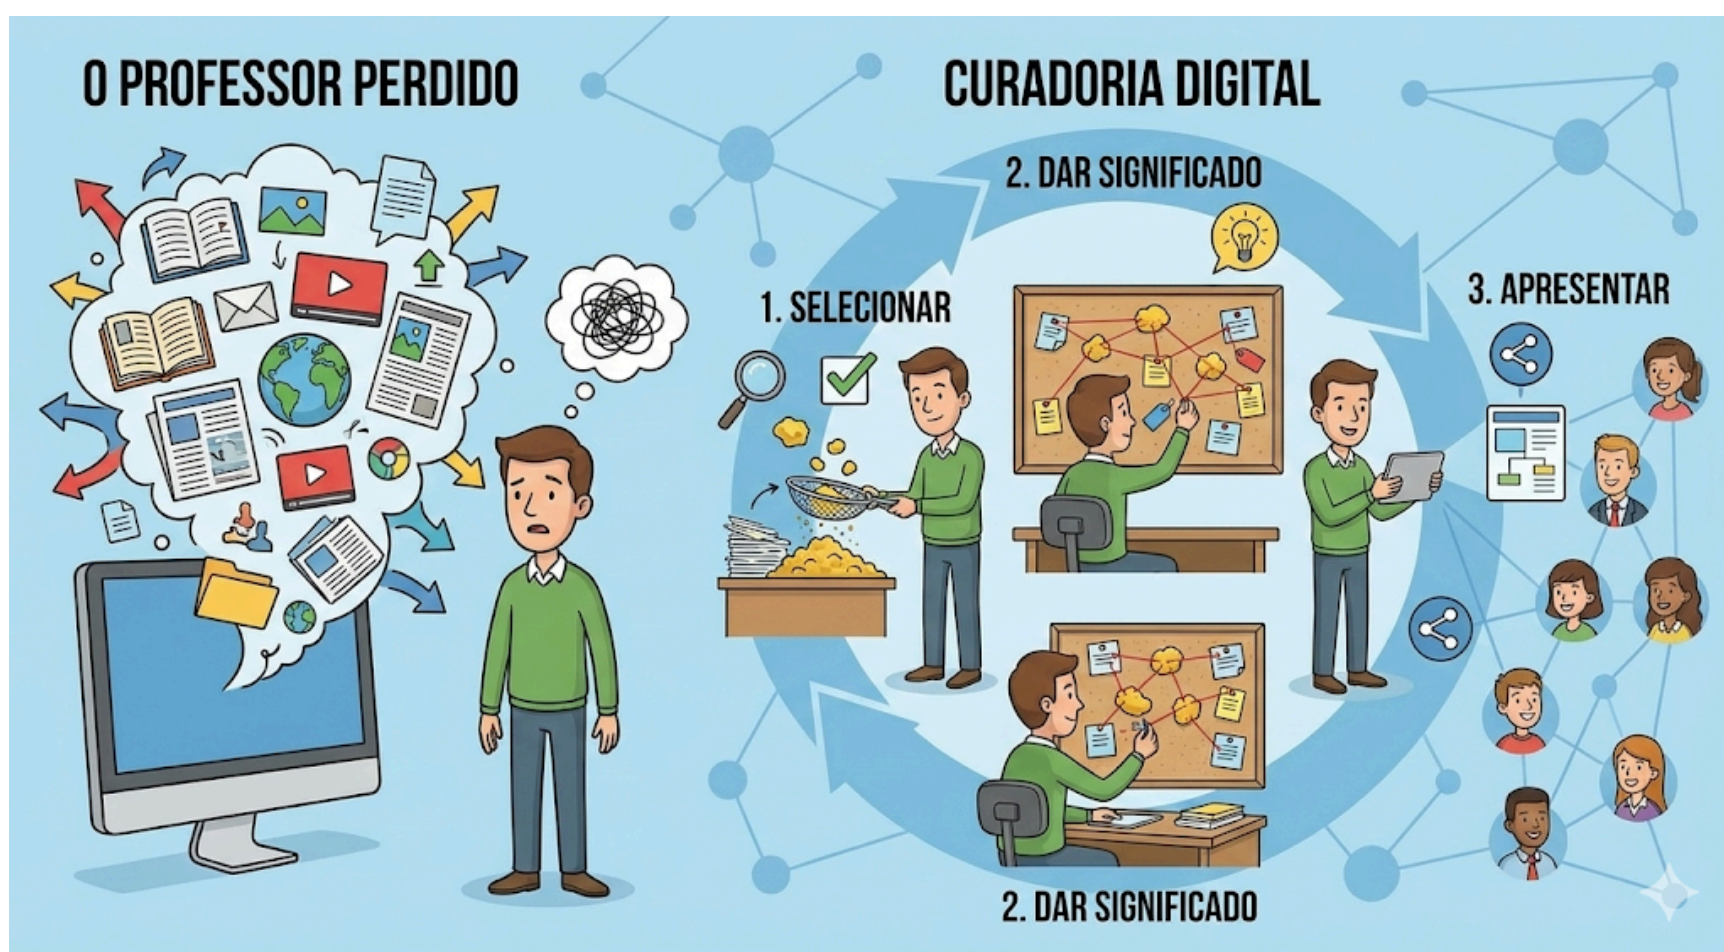 O PROFESSOR PERDIDO
CURADORIA DIGITAL
2. DAR SIGNIFICADO
1. SELECIONAR
3. APRESENTAR
2. DAR SIGNIFICADO